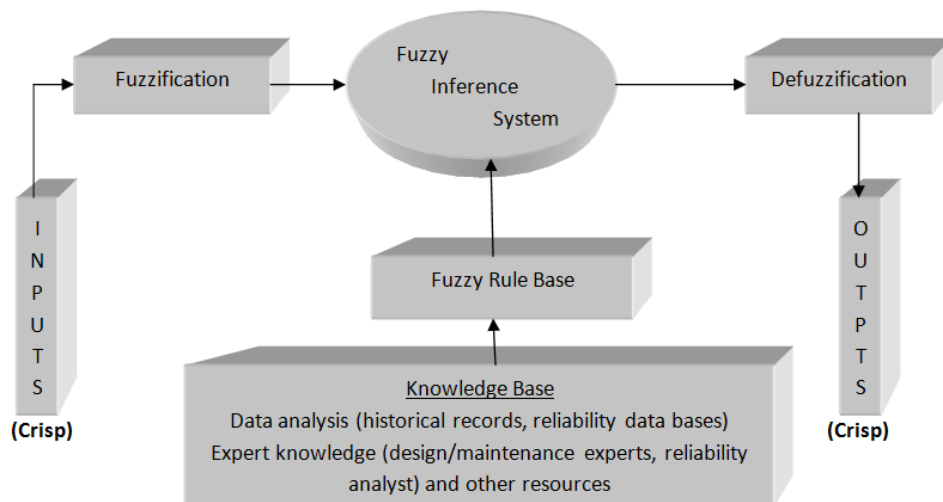 Fuzzification
Fuzzy
Inference
System
Defuzzification
I
N
P
U
T
S
(Crisp)
O
U
T
P
T
S
(Crisp)
Fuzzy Rule Base
Knowledge Base
Data analysis (historical records, reliability data bases)
Expert knowledge (design/maintenance experts, reliability
analyst) and other resources